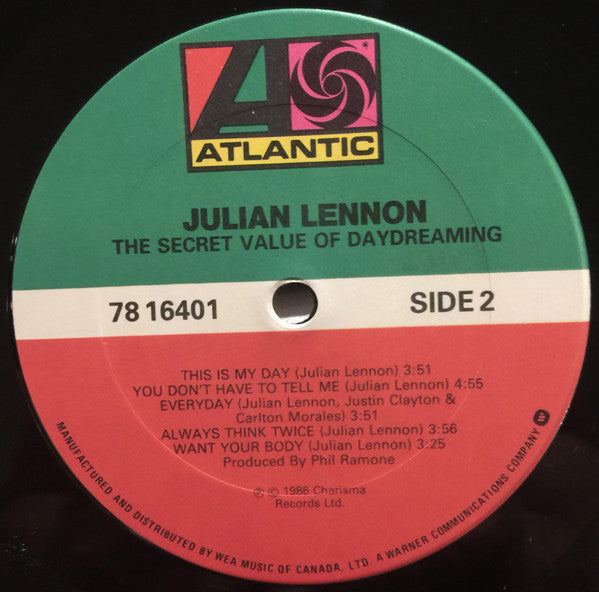 ATLANTIC
JULIAN LENNON
THE SECRET VALUE OF DAYDREAMING
78 16401
SIDE 2
THIS IS MY DAY (Julian Lennon) 3:51
YOU DON'T HAVE TO TELL ME (Julian Lennon) 4:55
EVERYDAY (Julian Lennon, Justin Clayton &
Carlton Morales) 3:51
ALWAYS THINK TWICE (Julian Lennon) 3:56
WANT YOUR BODY (Julian Lennon) 3:25
Produced by Phil Ramone
℗ © 1986 Charisma
Records Ltd.
MANUFACTURED AND DISTRIBUTED BY WEA MUSIC OF CANADA, LTD. A WARNER COMMUNICATIONS COMPANY